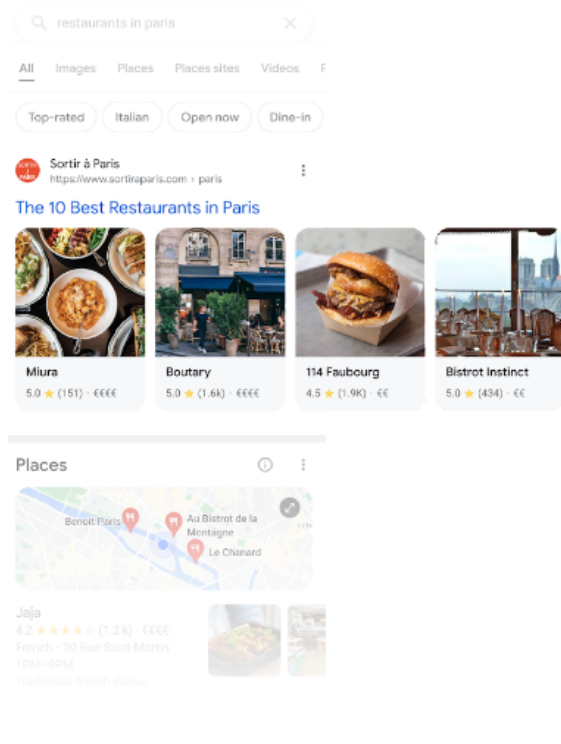 restaurants in paris
All Images Places Places sites Videos F
Top-rated Italian Open now Dine-in
SORTIR À PARIS
Sortir à Paris
https://www.sortiraparis.com › paris
The 10 Best Restaurants in Paris
Miura
5.0 ★ (151) · €€€€
Boutary
5.0 ★ (1.6k) · €€€€
114 Faubourg
4.5 ★ (1.9K) · €€
Bistrot Instinct
5.0 ★ (434) · €€
Places
Benoit Paris
Au Bistrot de la
Montagne
Le Chanard
Jaja
4.2 ★★★★★ (1.2k) · €€€€
French · 20 Rue Saint-Martin
1PM–9PM
Traditional french dishes